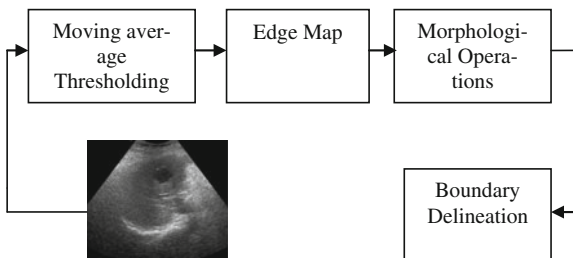 Moving aver-
age
Thresholding
Edge Map
Morphologi-
cal Opera-
tions
Boundary
Delineation